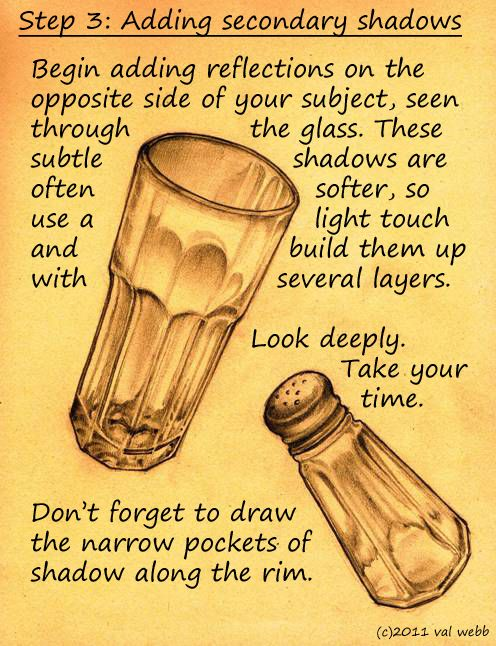 Step 3: Adding secondary shadows
Begin adding reflections on the
opposite side of your subject, seen
through the glass. These
subtle shadows are
often softer, so
use a light touch
and build them up
with several layers.
Look deeply.
Take your
time.
Don't forget to draw
the narrow pockets of
shadow along the rim.
(c)2011 val webb